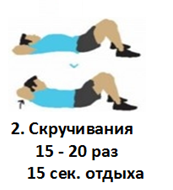 2. Скручивания
15 - 20 раз
15 сек. отдыха